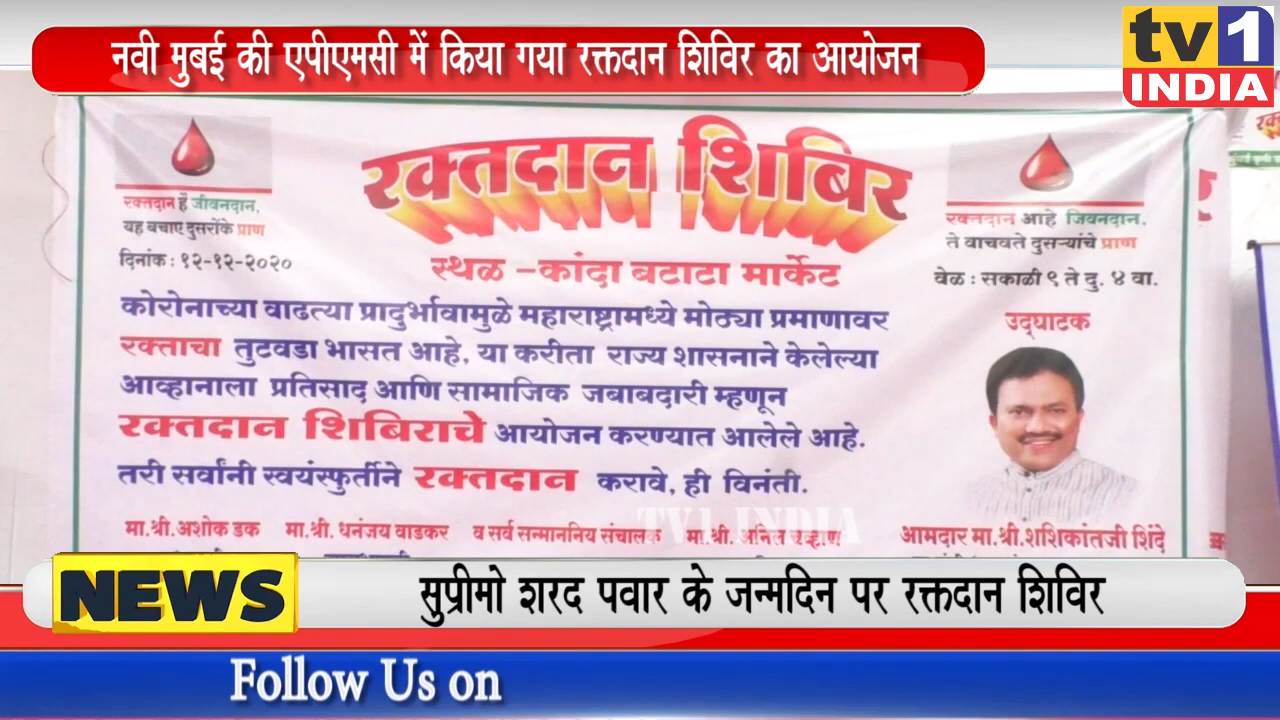 नवी मुबई की एपीएमसी में किया गया रक्तदान शिविर का आयोजन
tv1
INDIA
रक्तदान शिबिर
रक्तदान हैं जीवनदान,
यह बचाए दुसरोंके प्राण
दिनांक : १२-१२-२०२०
रक्तदान आहे जिवनदान,
ते वाचवते दुसऱ्यांचे प्राण
वेळ : सकाळी ९ ते दु. ४ वा.
स्थळ -कांदा बटाटा मार्केट
उद्घाटक
कोरोनाच्या वाढत्या प्रादुर्भावामुळे महाराष्ट्रामध्ये मोठ्या प्रमाणावर
रक्ताचा तुटवडा भासत आहे, या करीता राज्य शासनाने केलेल्या
आव्हानाला प्रतिसाद आणि सामाजिक जबाबदारी म्हणून
रक्तदान शिबिराचे आयोजन करण्यात आलेले आहे.
तरी सर्वांनी स्वयंस्फुर्तीने रक्तदान करावे, ही विनंती.
मा.श्री.अशोक डक मा.श्री. धनंजय वाडकर व सर्व सन्माननिय संचालक मा.श्री. अनिल चव्हाण आमदार मा.श्री.शशिकांतजी शिंदे
TV1 INDIA
NEWS
सुप्रीमो शरद पवार के जन्मदिन पर रक्तदान शिविर
Follow Us on